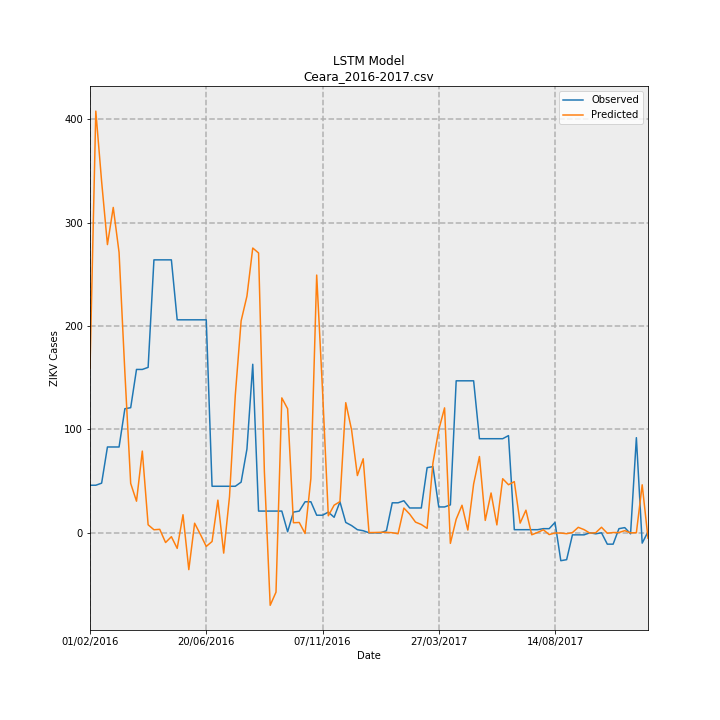 LSTM Model
Ceara_2016-2017.csv
Observed
Predicted
400
300
200
100
0
ZIKV Cases
01/02/2016 20/06/2016 07/11/2016 27/03/2017 14/08/2017
Date